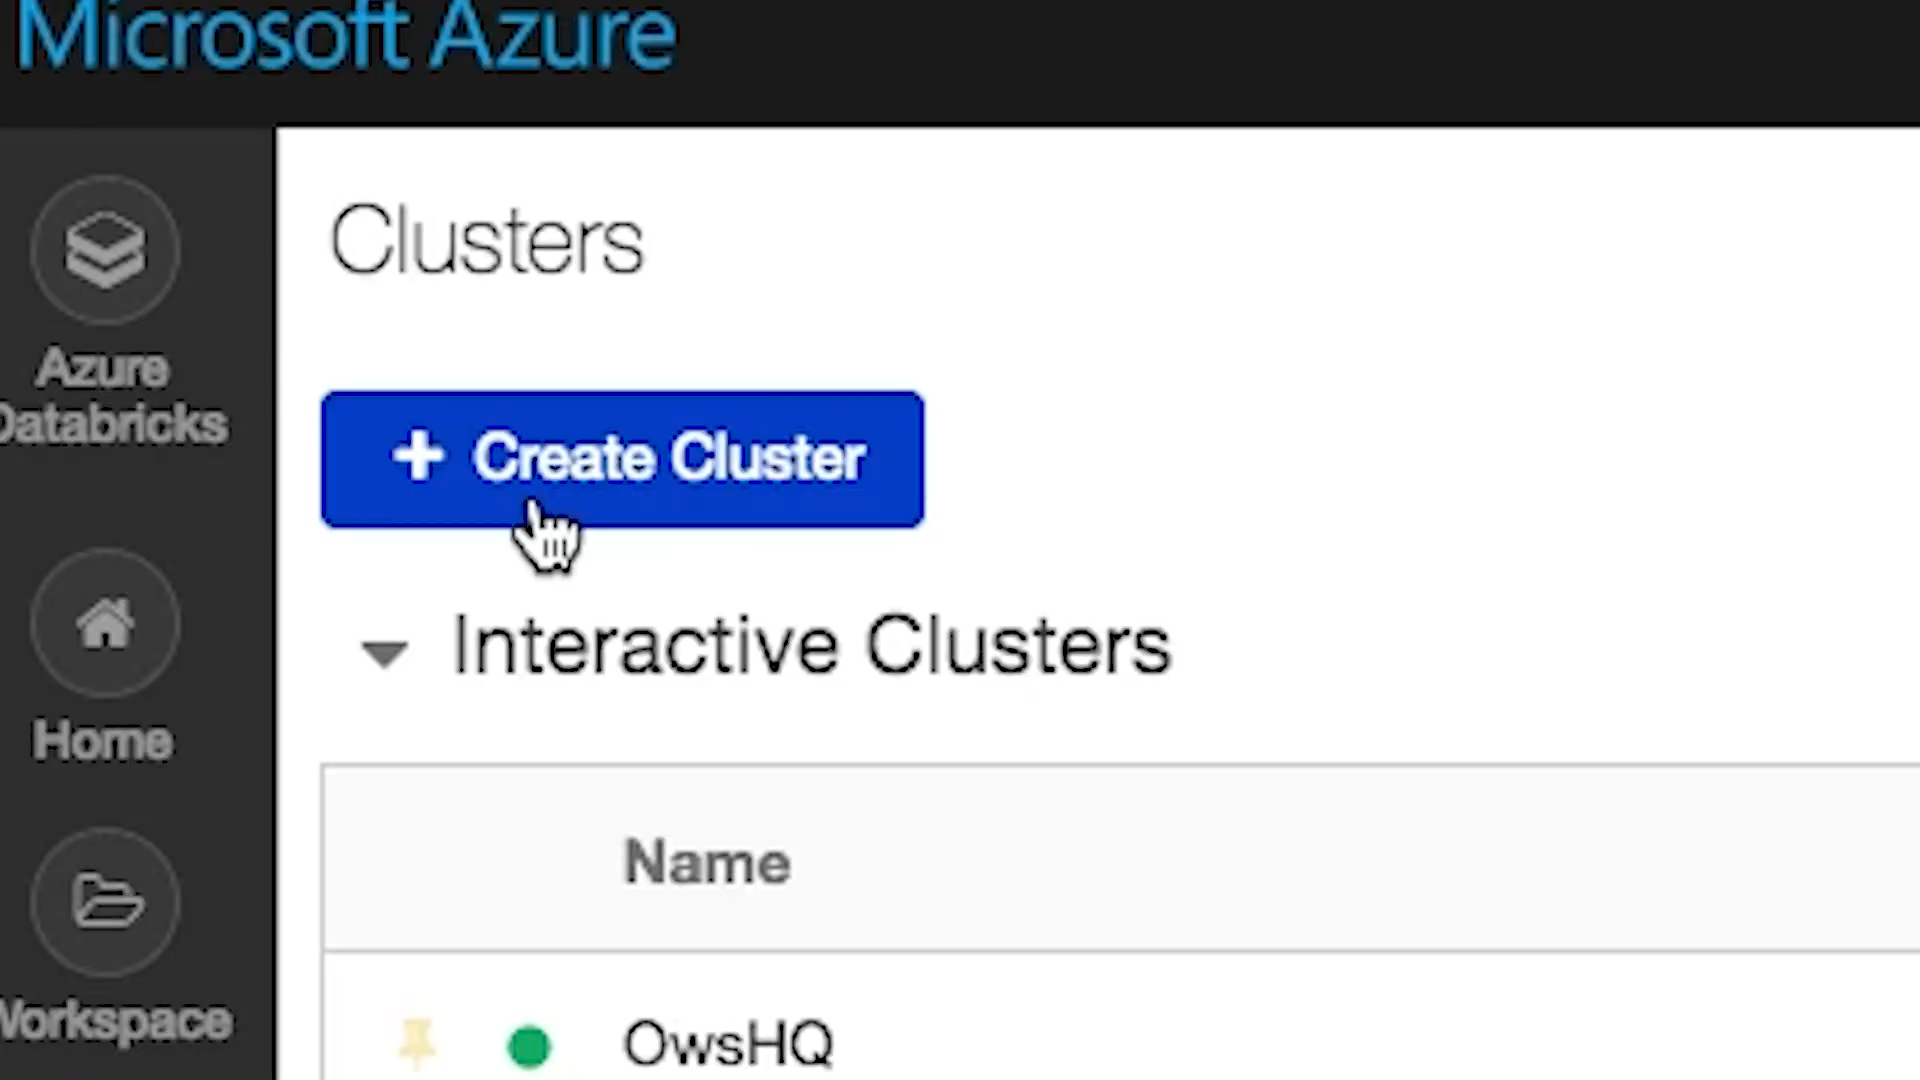 Microsoft Azure
Clusters
Azure
Databricks
+ Create Cluster
Interactive Clusters
Home
Name
Workspace
OwsHQ